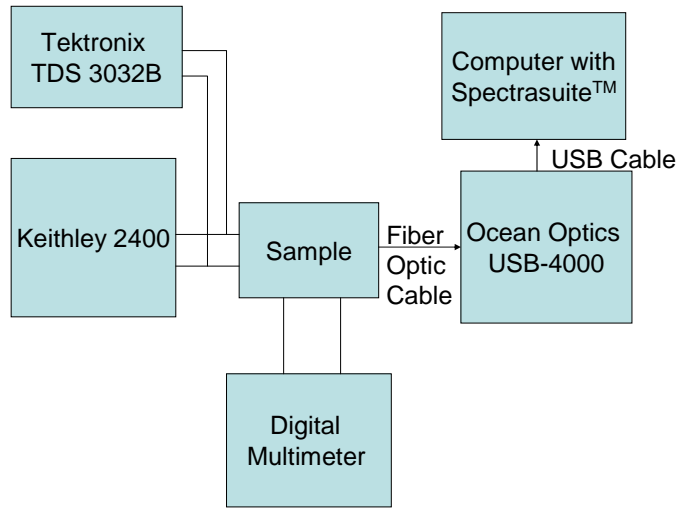 Tektronix
TDS 3032B
Computer with
Spectrasuite™
USB Cable
Keithley 2400
Sample
Fiber
Optic
Cable
Ocean Optics
USB-4000
Digital
Multimeter